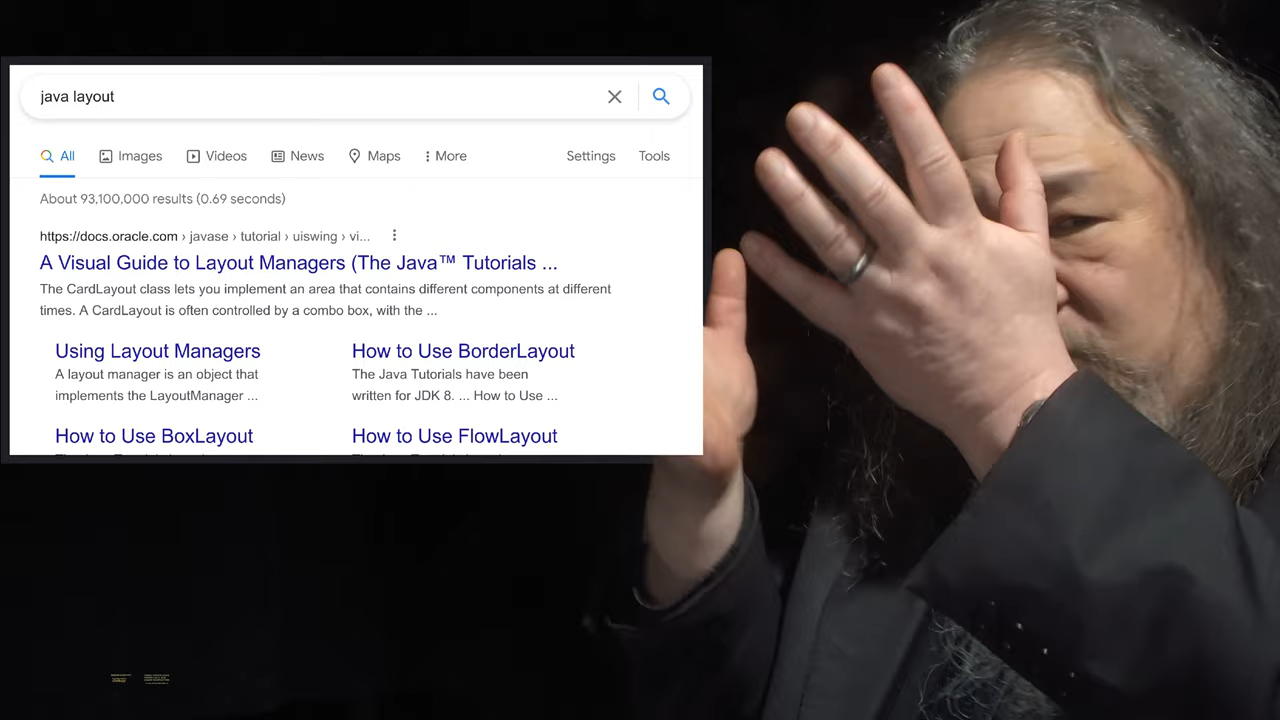 java layout
All Images Videos News Maps More Settings Tools
About 93,100,000 results (0.69 seconds)
https://docs.oracle.com › javase › tutorial › uiswing › vi...
A Visual Guide to Layout Managers (The Java™ Tutorials ...
The CardLayout class lets you implement an area that contains different components at different
times. A CardLayout is often controlled by a combo box, with the ...
Using Layout Managers
A layout manager is an object that
implements the LayoutManager ...
How to Use BorderLayout
The Java Tutorials have been
written for JDK 8. ... How to Use ...
How to Use BoxLayout
How to Use FlowLayout